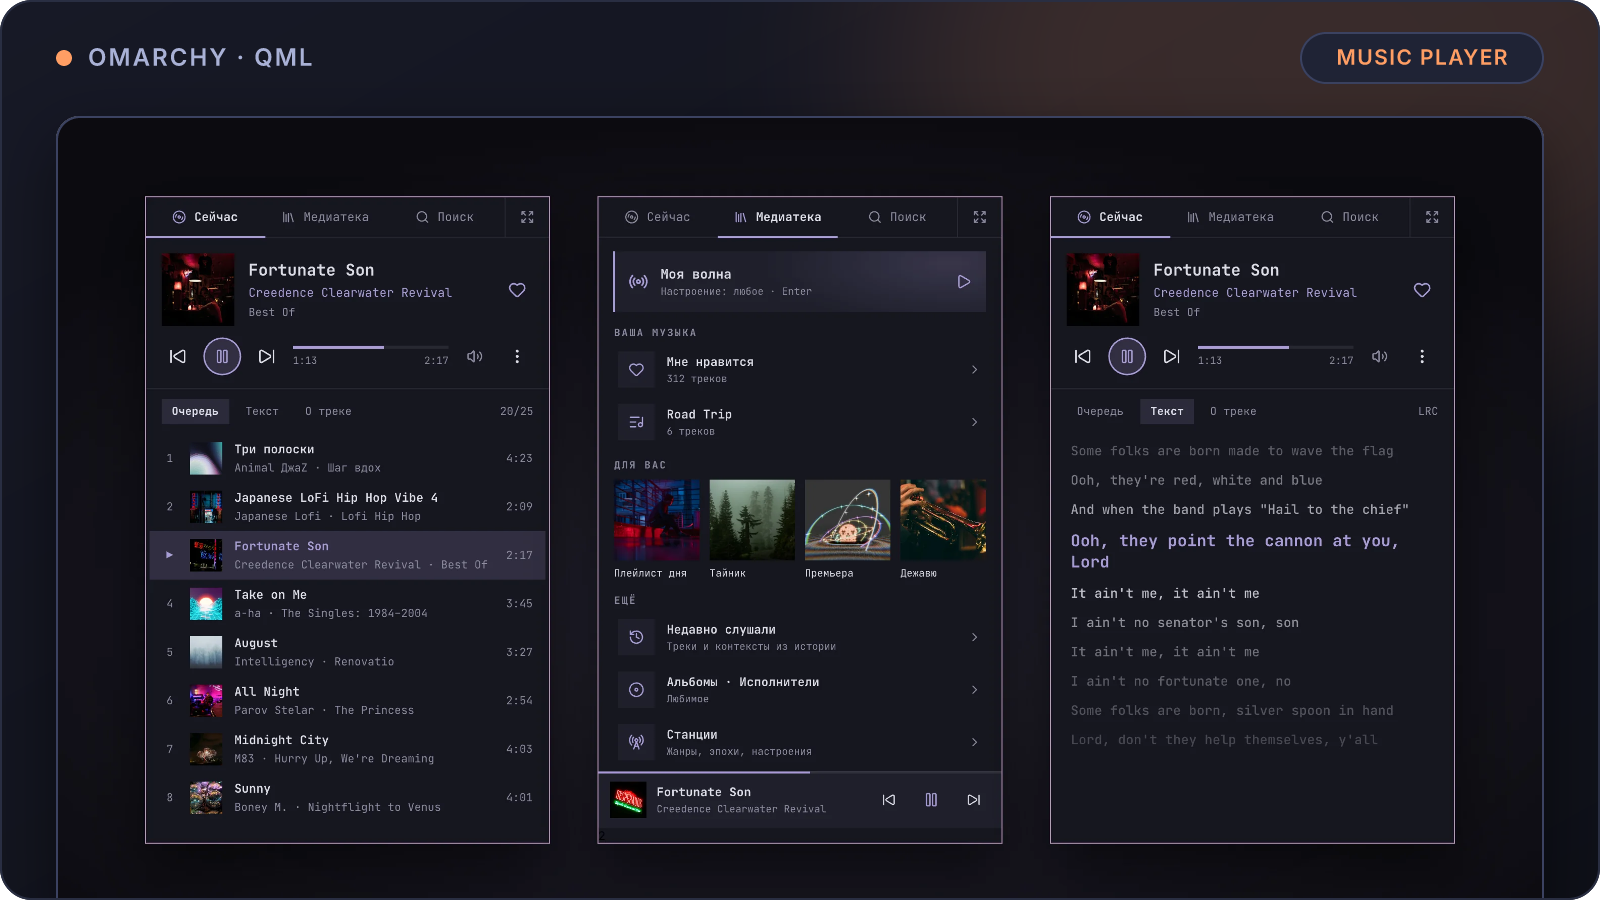 OMARCHY · QML
MUSIC PLAYER
Сейчас
Медиатека
Поиск
Fortunate Son
Creedence Clearwater Revival
Best Of
1:13
2:17
Очередь
Текст
О треке
20/25
1
Три полоски
Animal ДжаZ · Шаг вдох
4:23
2
Japanese LoFi Hip Hop Vibe 4
Japanese Lofi · Lofi Hip Hop
2:09
Fortunate Son
Creedence Clearwater Revival · Best Of
2:17
4
Take on Me
a-ha · The Singles: 1984-2004
3:45
5
August
Intelligency · Renovatio
3:27
6
All Night
Parov Stelar · The Princess
2:54
7
Midnight City
M83 · Hurry Up, We're Dreaming
4:03
8
Sunny
Boney M. · Nightflight to Venus
4:01
Сейчас
Медиатека
Поиск
Моя волна
Настроение: любое · Enter
ВАША МУЗЫКА
Мне нравится
312 треков
Road Trip
6 треков
ДЛЯ ВАС
Плейлист дня
Тайник
Премьера
Дежавю
ЕЩЁ
Недавно слушали
Треки и контексты из истории
Альбомы · Исполнители
Любимое
Станции
Жанры, эпохи, настроения
Fortunate Son
Creedence Clearwater Revival
2
Сейчас
Медиатека
Поиск
Fortunate Son
Creedence Clearwater Revival
Best Of
1:13
2:17
Очередь
Текст
О треке
LRC
Some folks are born made to wave the flag
Ooh, they're red, white and blue
And when the band plays "Hail to the chief"
Ooh, they point the cannon at you,
Lord
It ain't me, it ain't me
I ain't no senator's son, son
It ain't me, it ain't me
I ain't no fortunate one, no
Some folks are born, silver spoon in hand
Lord, don't they help themselves, y'all